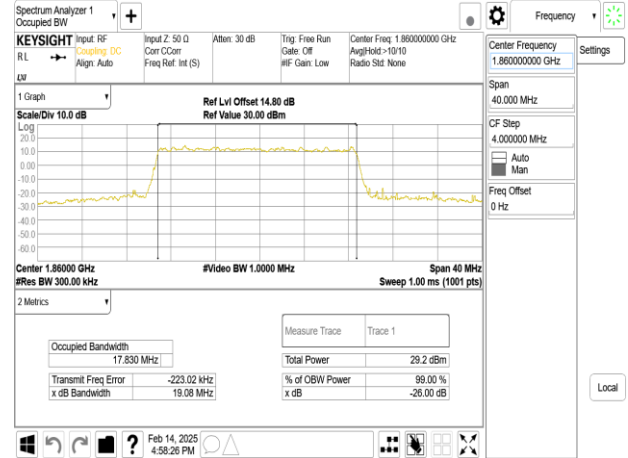 Spectrum Analyzer 1
Occupied BW
Frequency
KEYSIGHT
RL
Input: RF
Coupling: DC
Align: Auto
Input Z: 50 Ω
Corr CCorr
Freq Ref: Int (S)
Atten: 30 dB
Trig: Free Run
Gate: Off
#IF Gain: Low
Center Freq: 1.860000000 GHz
Avg|Hold:>10/10
Radio Std: None
LXI
Center Frequency
1.860000000 GHz
Settings
Span
40.000 MHz
CF Step
4.000000 MHz
Auto
Man
Freq Offset
0 Hz
Local
1 Graph
Scale/Div 10.0 dB
Ref Lvl Offset 14.80 dB
Ref Value 30.00 dBm
Log
20.0
10.0
0.00
-10.0
-20.0
-30.0
-40.0
-50.0
-60.0
Center 1.86000 GHz
#Video BW 1.0000 MHz
Span 40 MHz
#Res BW 300.00 kHz
Sweep 1.00 ms (1001 pts)
2 Metrics
Measure Trace
Trace 1
Occupied Bandwidth
17.830 MHz
Total Power
29.2 dBm
Transmit Freq Error
-223.02 kHz
% of OBW Power
99.00 %
x dB Bandwidth
19.08 MHz
x dB
-26.00 dB
?
Feb 14, 2025
4:58:26 PM